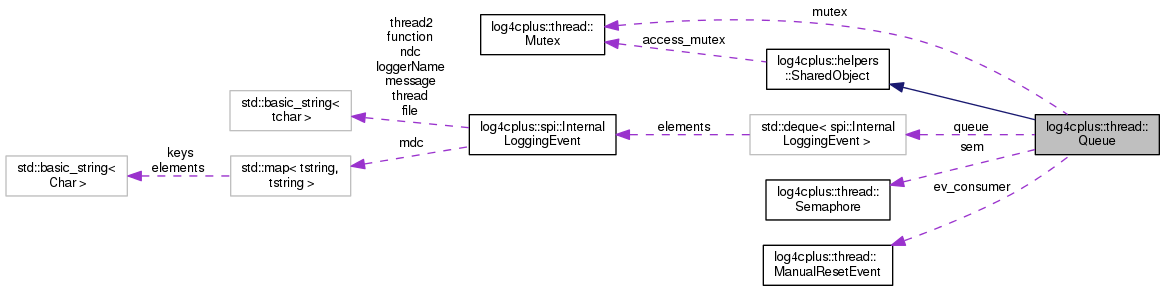 mutex
log4cplus::thread::
Mutex
access_mutex
log4cplus::helpers
::SharedObject
thread2
function
ndc
loggerName
message
thread
file
std::basic_string<
tchar >
log4cplus::spi::Internal
LoggingEvent
elements
std::deque< spi::Internal
LoggingEvent >
queue
log4cplus::thread::
Queue
mdc
keys
elements
std::basic_string<
Char >
std::map< tstring,
tstring >
sem
log4cplus::thread::
Semaphore
ev_consumer
log4cplus::thread::
ManualResetEvent